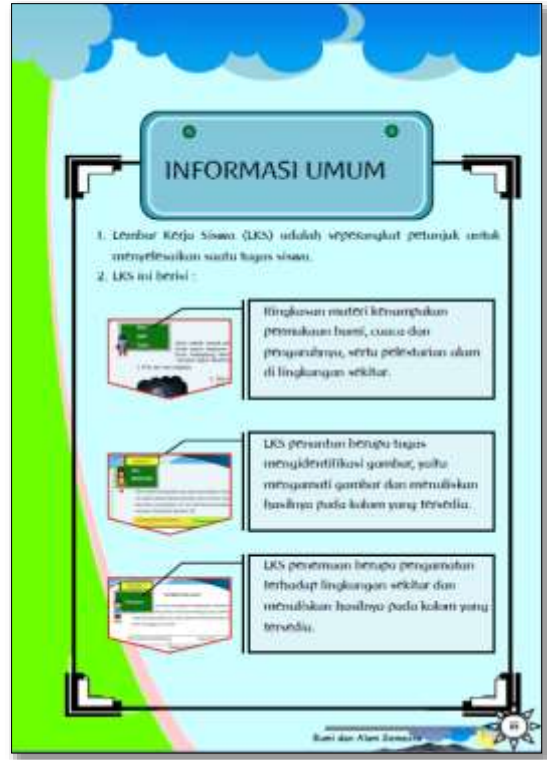 INFORMASI UMUM
1. Lembar Kerja Siswa (LKS) adalah seperangkat petunjuk untuk
menyelesaikan suatu tugas siswa.
2. LKS ini berisi :
Ringkasan materi kenampakan
permukaan bumi, cuaca dan
pengaruhnya, serta pelestarian alam
di lingkungan sekitar.
LKS penuntun berupa tugas
mengidentifikasi gambar, yaitu
mengamati gambar dan menuliskan
hasilnya pada kolom yang tersedia.
LKS penemuan berupa pengamatan
terhadap lingkungan sekitar dan
menuliskan hasilnya pada kolom yang
tersedia.
Bumi dan Alam Semesta